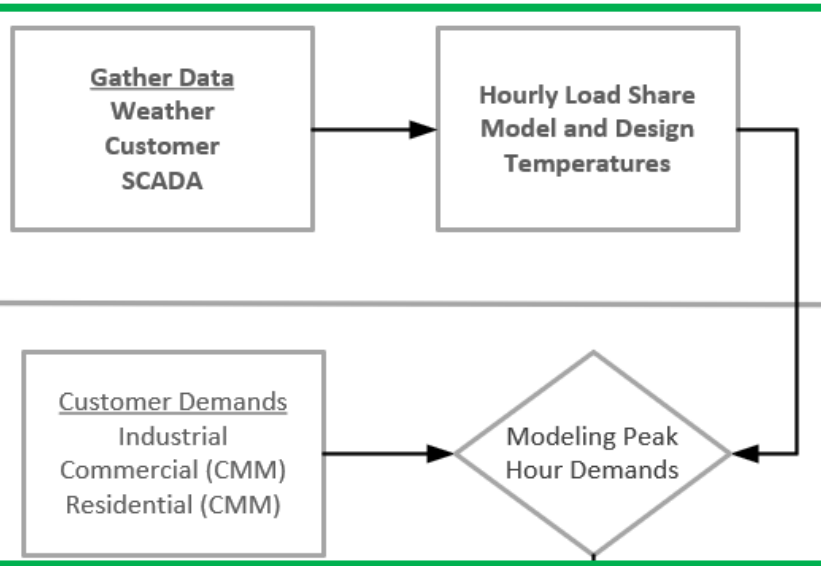 Gather Data
Weather
Customer
SCADA
Hourly Load Share
Model and Design
Temperatures
Customer Demands
Industrial
Commercial (CMM)
Residential (CMM)
Modeling Peak
Hour Demands